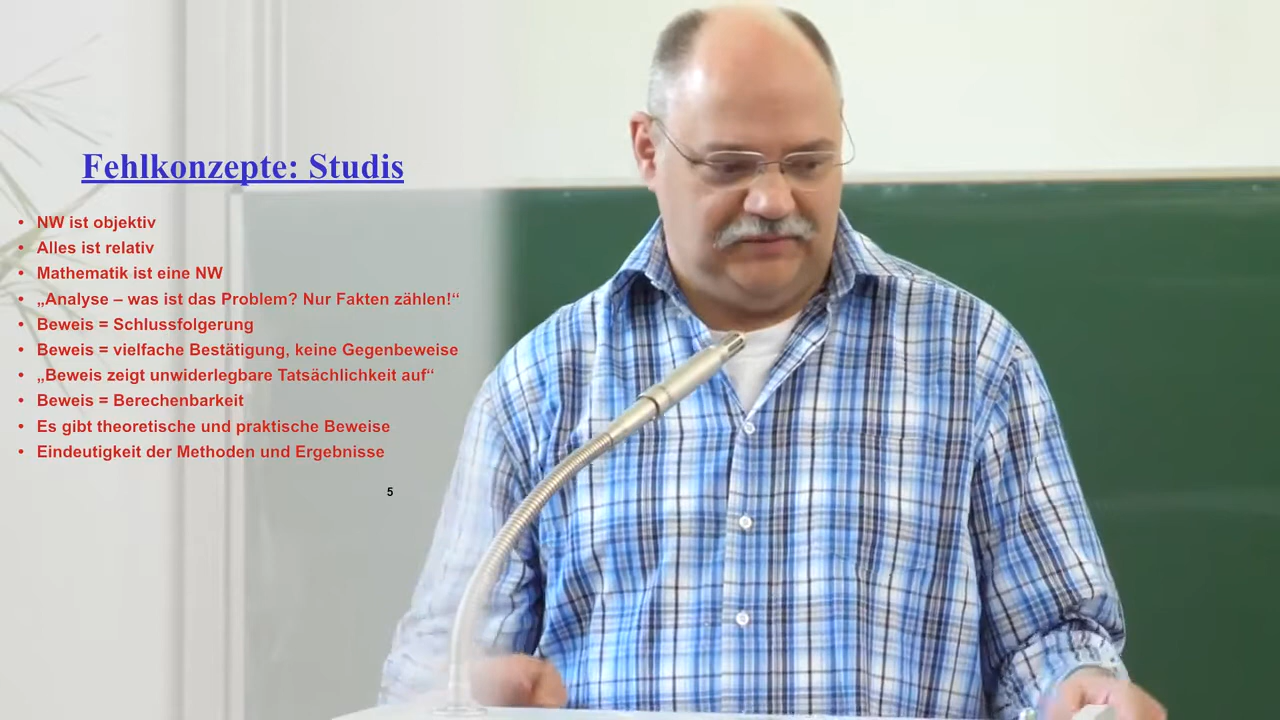 Fehlkonzepte: Studis
• NW ist objektiv
• Alles ist relativ
• Mathematik ist eine NW
• „Analyse – was ist das Problem? Nur Fakten zählen!“
• Beweis = Schlussfolgerung
• Beweis = vielfache Bestätigung, keine Gegenbeweise
• „Beweis zeigt unwiderlegbare Tatsächlichkeit auf“
• Beweis = Berechenbarkeit
• Es gibt theoretische und praktische Beweise
• Eindeutigkeit der Methoden und Ergebnisse
5